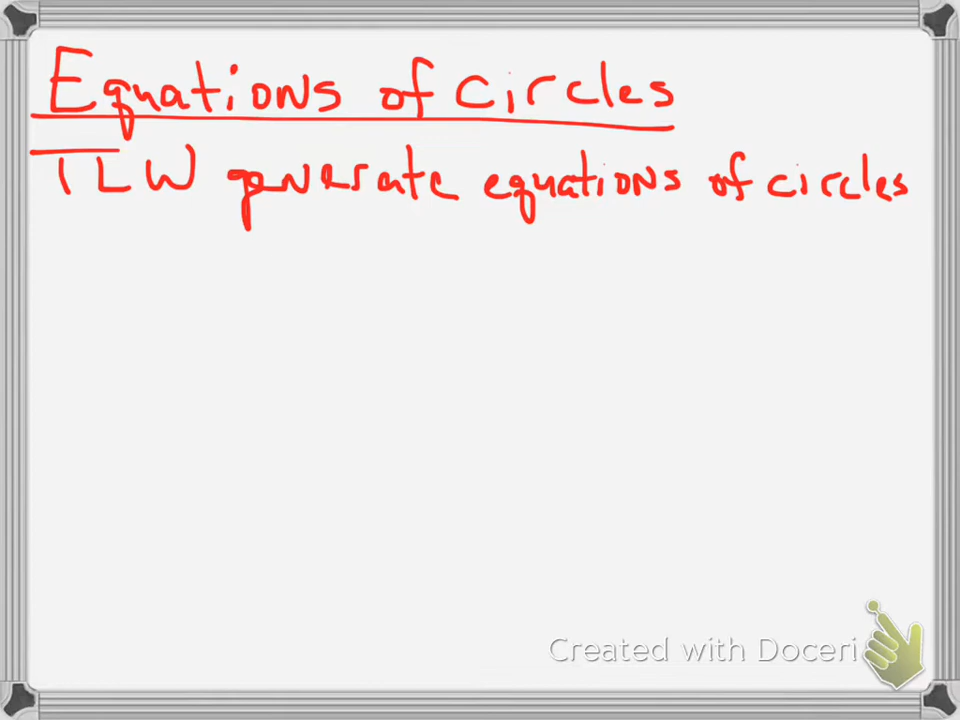 Equations of circles
TLW generate equations of circles
Created with Doceri